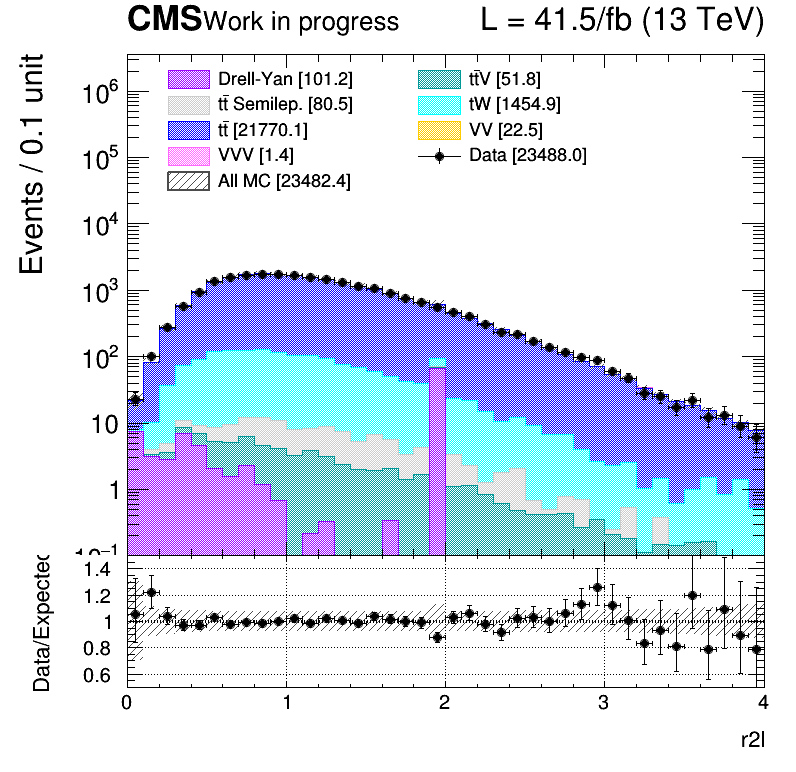 CMS Work in progress L = 41.5/fb (13 TeV)
Events / 0.1 unit
Drell-Yan [101.2] tt̄V [51.8]
tt̄ Semilep. [80.5] tW [1454.9]
tt̄ [21770.1] VV [22.5]
VVV [1.4] Data [23488.0]
All MC [23482.4]
10⁶
10⁵
10⁴
10³
10²
10
1
10⁻¹
Data/Expected
1.4
1.2
1
0.8
0.6
0 1 2 3 4
r2l